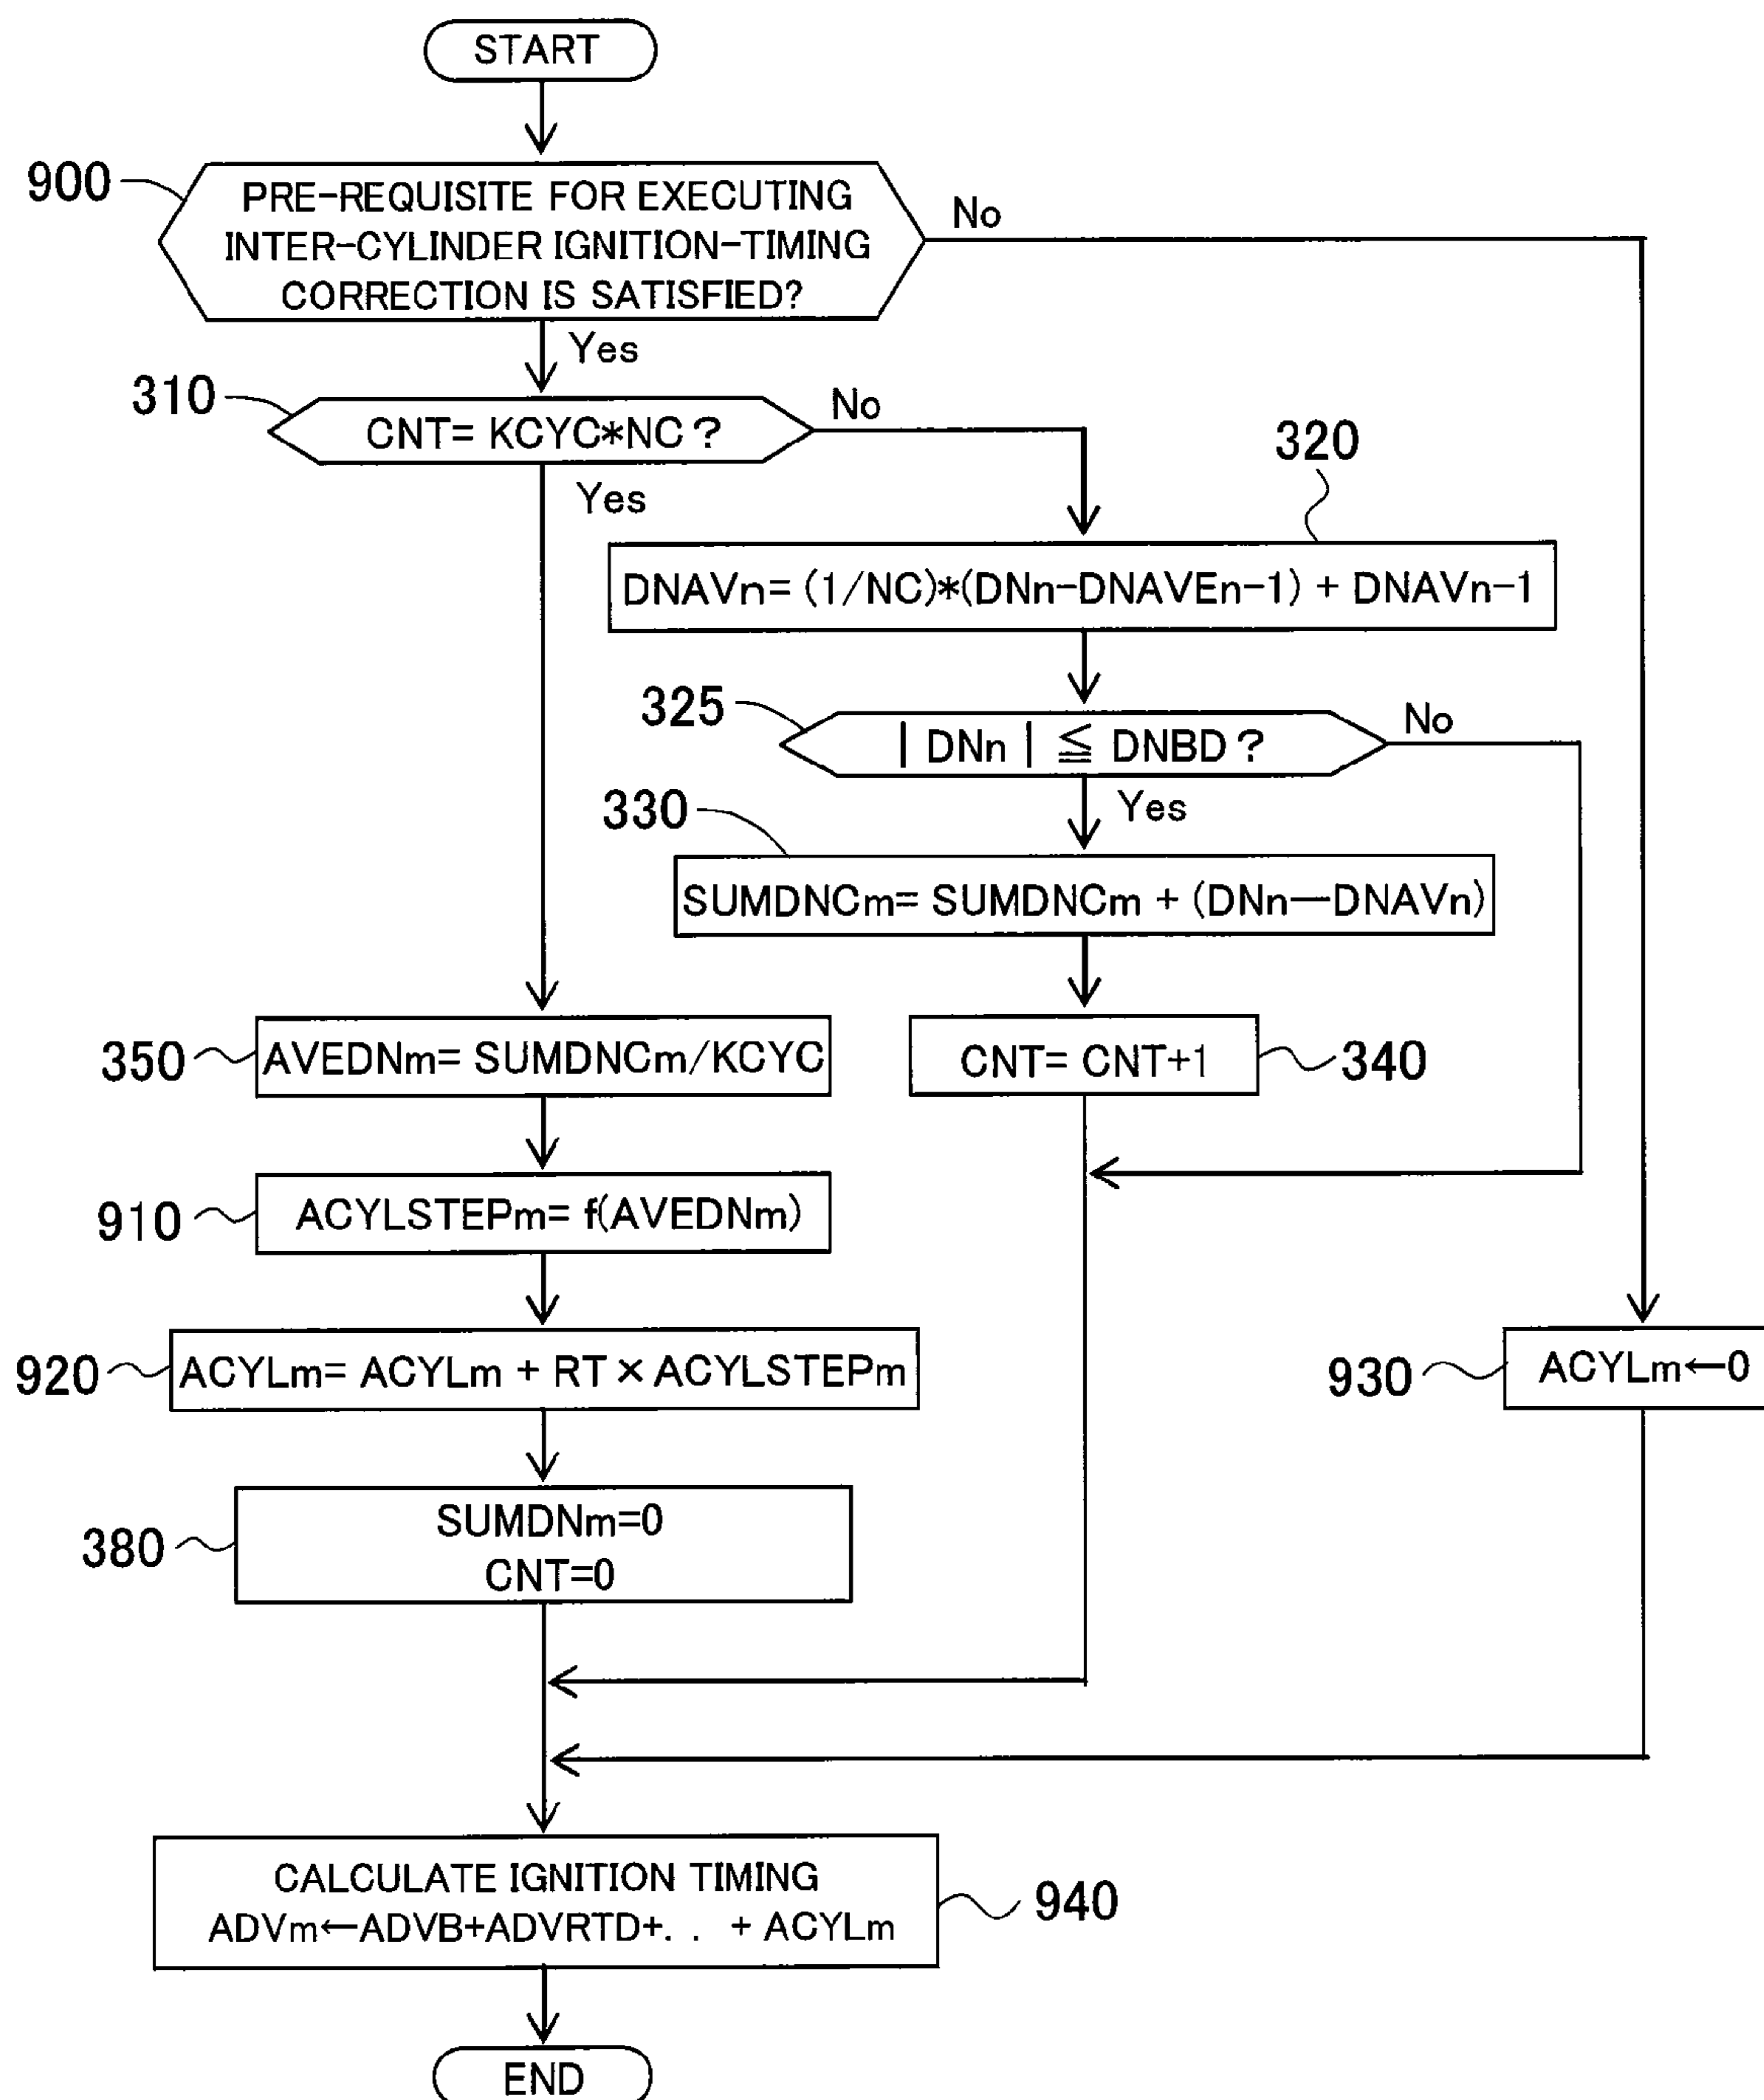 START
900
PRE-REQUISITE FOR EXECUTING
INTER-CYLINDER IGNITION-TIMING
CORRECTION IS SATISFIED?
No
Yes
310
CNT= KCYC*NC?
No
Yes
320
DNAVn= (1/NC)*(DNn-DNAVEn-1) + DNAVn-1
325
| DNn | ≦ DNBD?
No
Yes
330
SUMDNCm= SUMDNCm + (DNn—DNAVn)
350
AVEDNm= SUMDNCm/KCYC
CNT= CNT+1
340
910
ACYLSTEPm= f(AVEDNm)
920
ACYLm= ACYLm + RT × ACYLSTEPm
930
ACYLm←0
380
SUMDNm=0
CNT=0
CALCULATE IGNITION TIMING
ADVm←ADVB+ADVRTD+. . + ACYLm
940
END